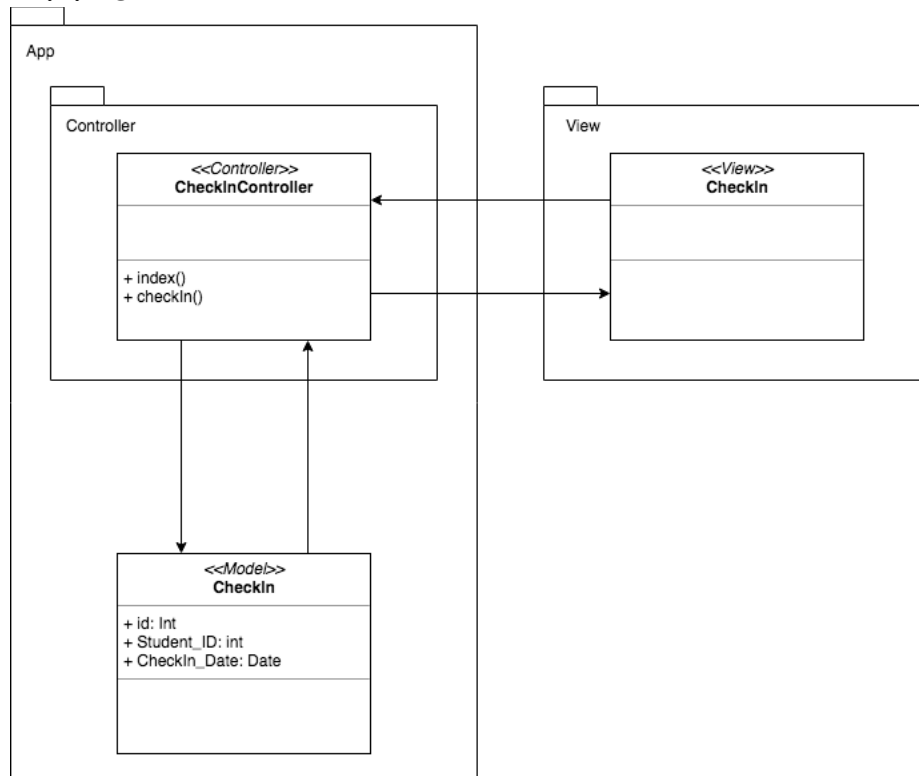 App
Controller
View
<<Controller>>
CheckInController
<<View>>
CheckIn
+ index()
+ checkIn()
<<Model>>
CheckIn
+ id: Int
+ Student_ID: int
+ CheckIn_Date: Date